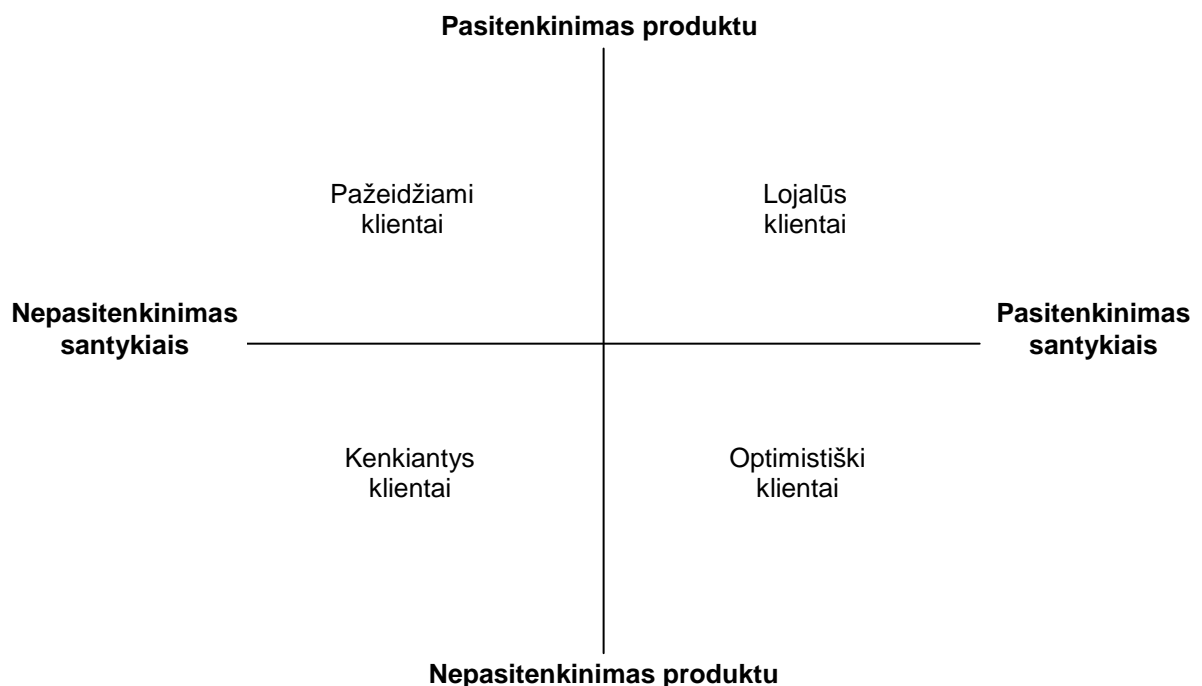 Pasitenkinimas produktu
Pažeidžiami
klientai
Lojalūs
klientai
Nepasitenkinimas
santykiais
Pasitenkinimas
santykiais
Kenkiantys
klientai
Optimistiški
klientai
Nepasitenkinimas produktu